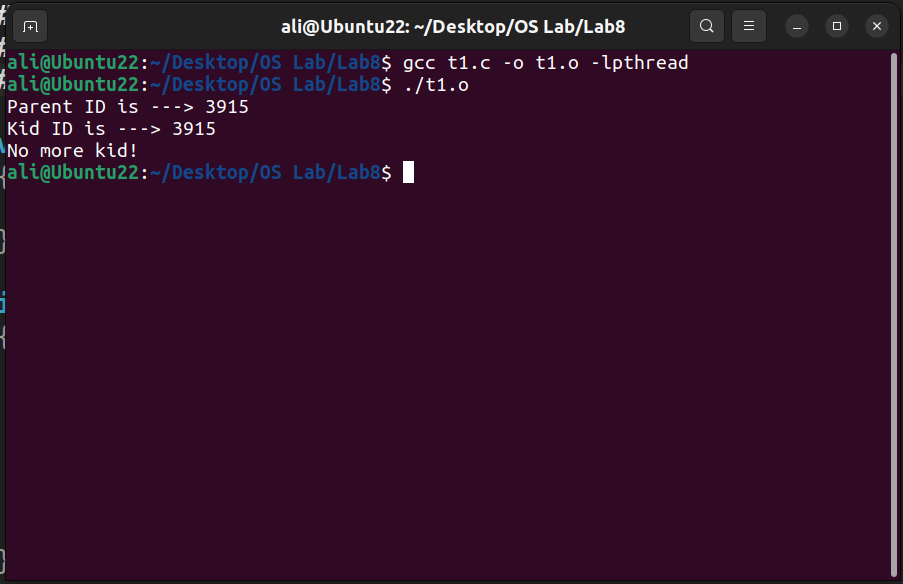 ali@Ubuntu22: ~/Desktop/OS Lab/Lab8
ali@Ubuntu22:~/Desktop/OS Lab/Lab8$ gcc t1.c -o t1.o -lpthread
ali@Ubuntu22:~/Desktop/OS Lab/Lab8$ ./t1.o
Parent ID is ---> 3915
Kid ID is ---> 3915
No more kid!
ali@Ubuntu22:~/Desktop/OS Lab/Lab8$